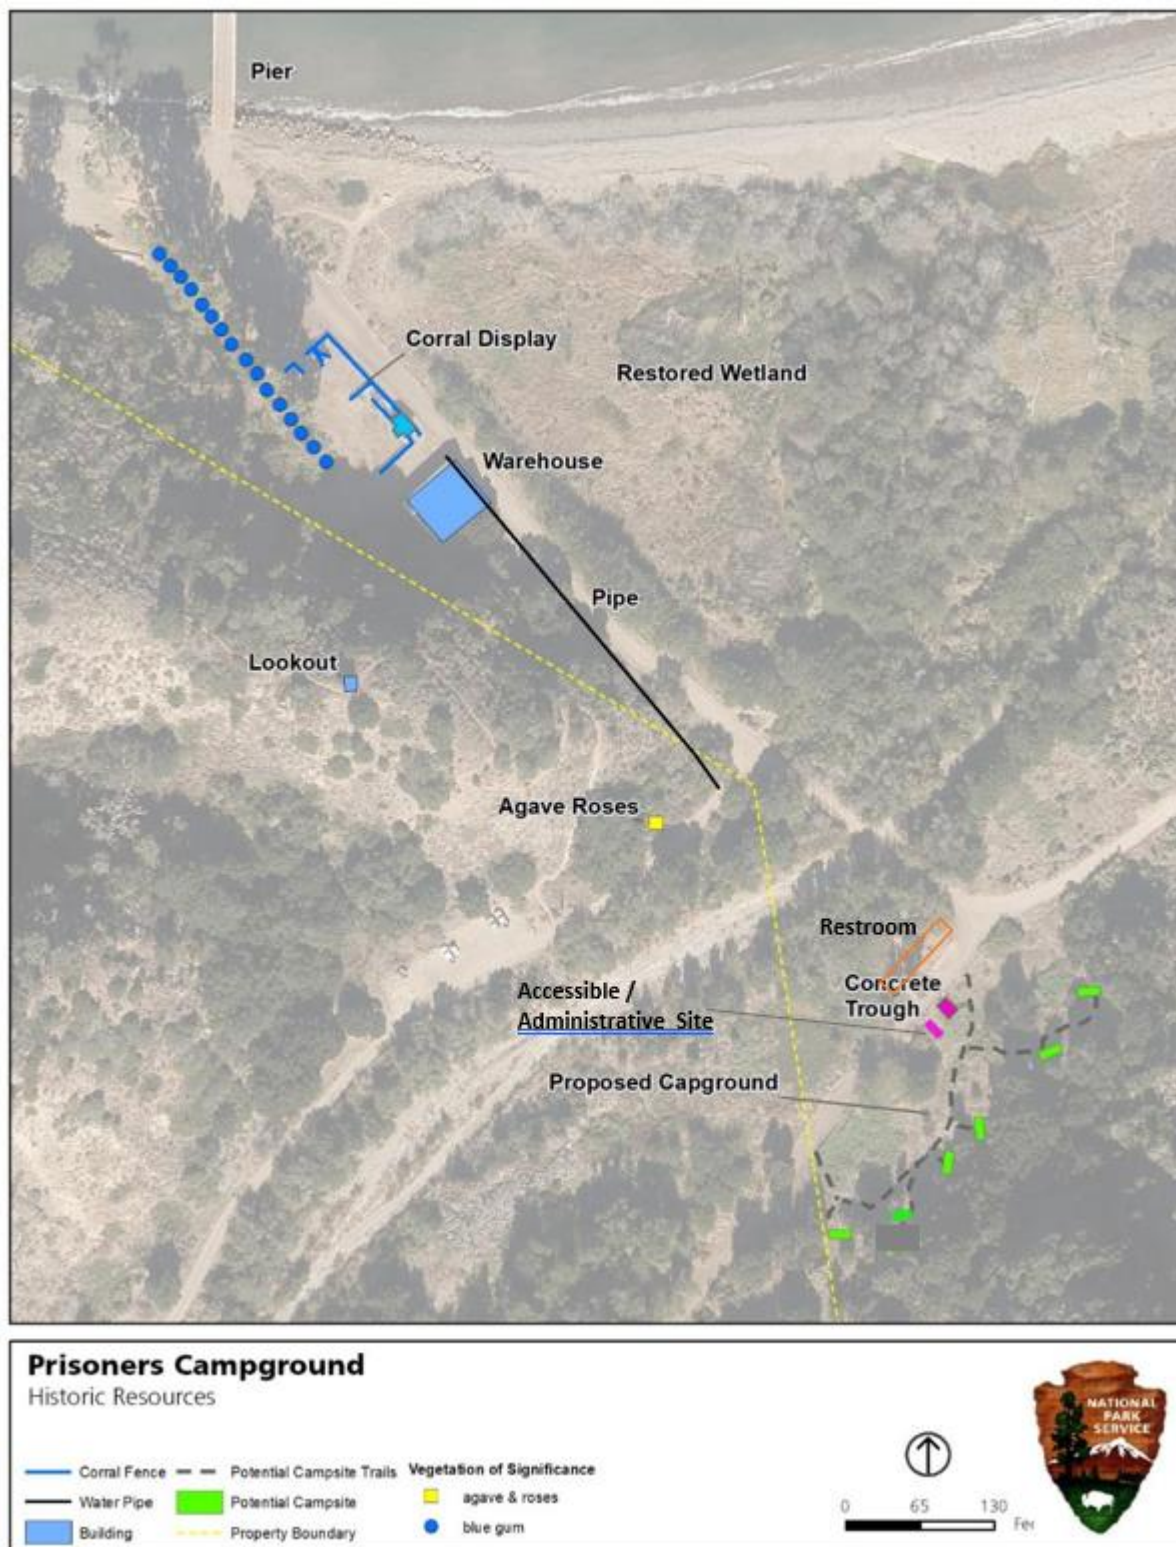 Pier
Corral Display
Restored Wetland
Warehouse
Pipe
Lookout
Agave Roses
Restroom
Concrete
Trough
Accessible /
Administrative Site
Proposed Capground
Prisoners Campground
Historic Resources
Corral Fence
Water Pipe
Building
Potential Campsite Trails
Potential Campsite
Property Boundary
Vegetation of Significance
agave & roses
blue gum
0 65 130
Fe
NATIONAL
PARK
SERVICE